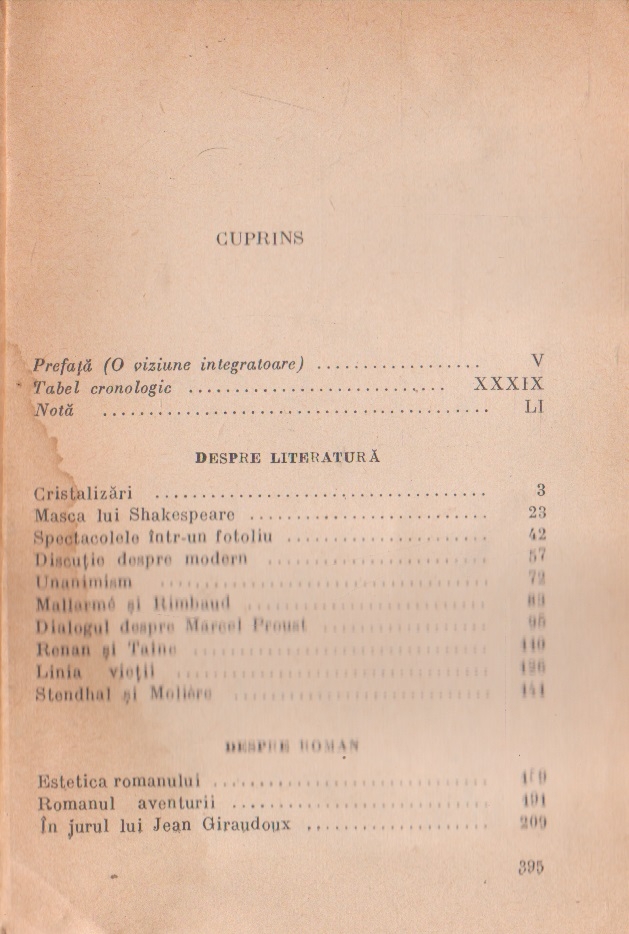 CUPRINS
Prefață (O viziune integratoare) .................. V
Tabel cronologic ............................ XXXIX
Notă .......................................... LI
DESPRE LITERATURĂ
Cristalizări .................................... 3
Masca lui Shakespeare .......................... 23
Spectacolele într-un fotoliu ...................... 42
Discuție despre modern ........................ 57
Unanimism .................................... 72
Mallarmé și Rimbaud ..........................
Dialogul despre Marcel Proust .................. 95
Renan și Taine ................................ 110
Linia vieții .................................. 126
Stendhal și Molière ............................ 141
DESPRE ROMAN
Estetica romanului ..............................
Romanul aventurii ............................ 191
În jurul lui Jean Giraudoux .................... 209
395